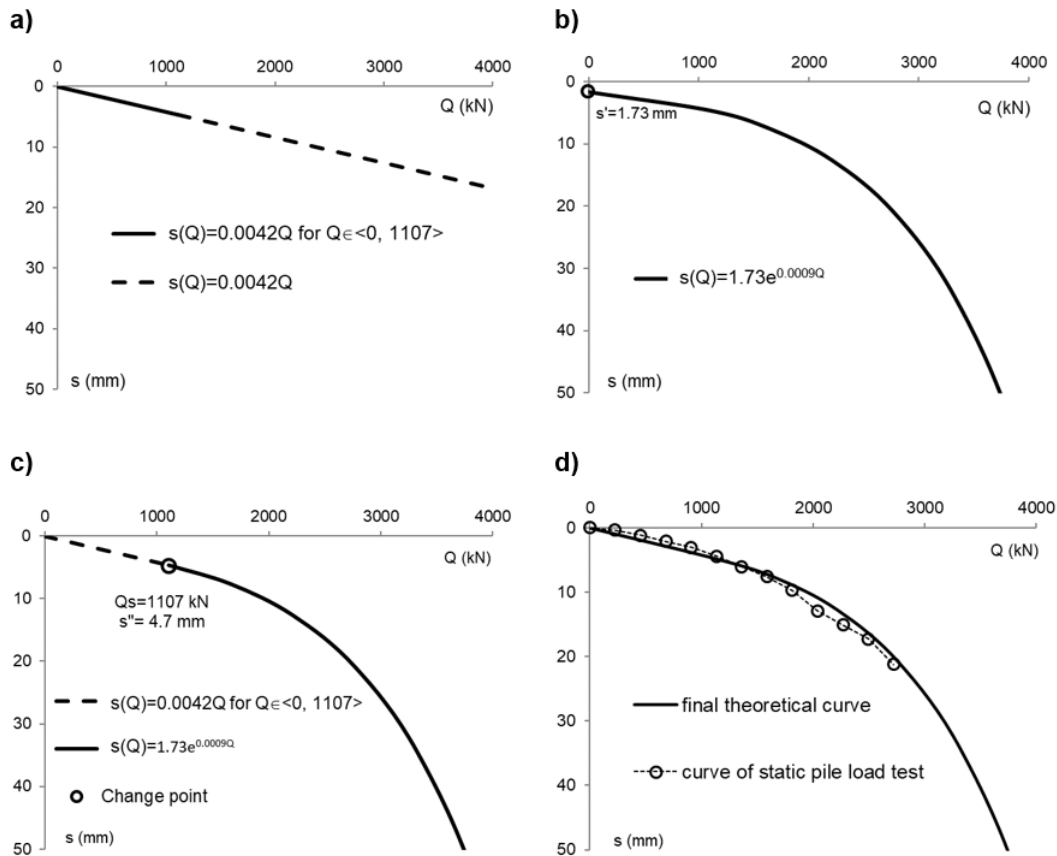 a)
0 1000 2000 3000 4000
0
Q (kN)
10
20
s(Q)=0.0042Q for Q∈<0, 1107>
30
s(Q)=0.0042Q
40
50
s (mm)
b)
0 1000 2000 3000 4000
0
s'=1.73 mm
Q (kN)
10
20
30
s(Q)=1.73e^0.0009Q
40
50
s (mm)
c)
0 1000 2000 3000 4000
0
Q (kN)
10
Qs=1107 kN
s"= 4.7 mm
20
s(Q)=0.0042Q for Q∈<0, 1107>
30
s(Q)=1.73e^0.0009Q
40
Change point
50
s (mm)
d)
0 1000 2000 3000 4000
0
Q (kN)
10
20
final theoretical curve
30
curve of static pile load test
40
50
s (mm)